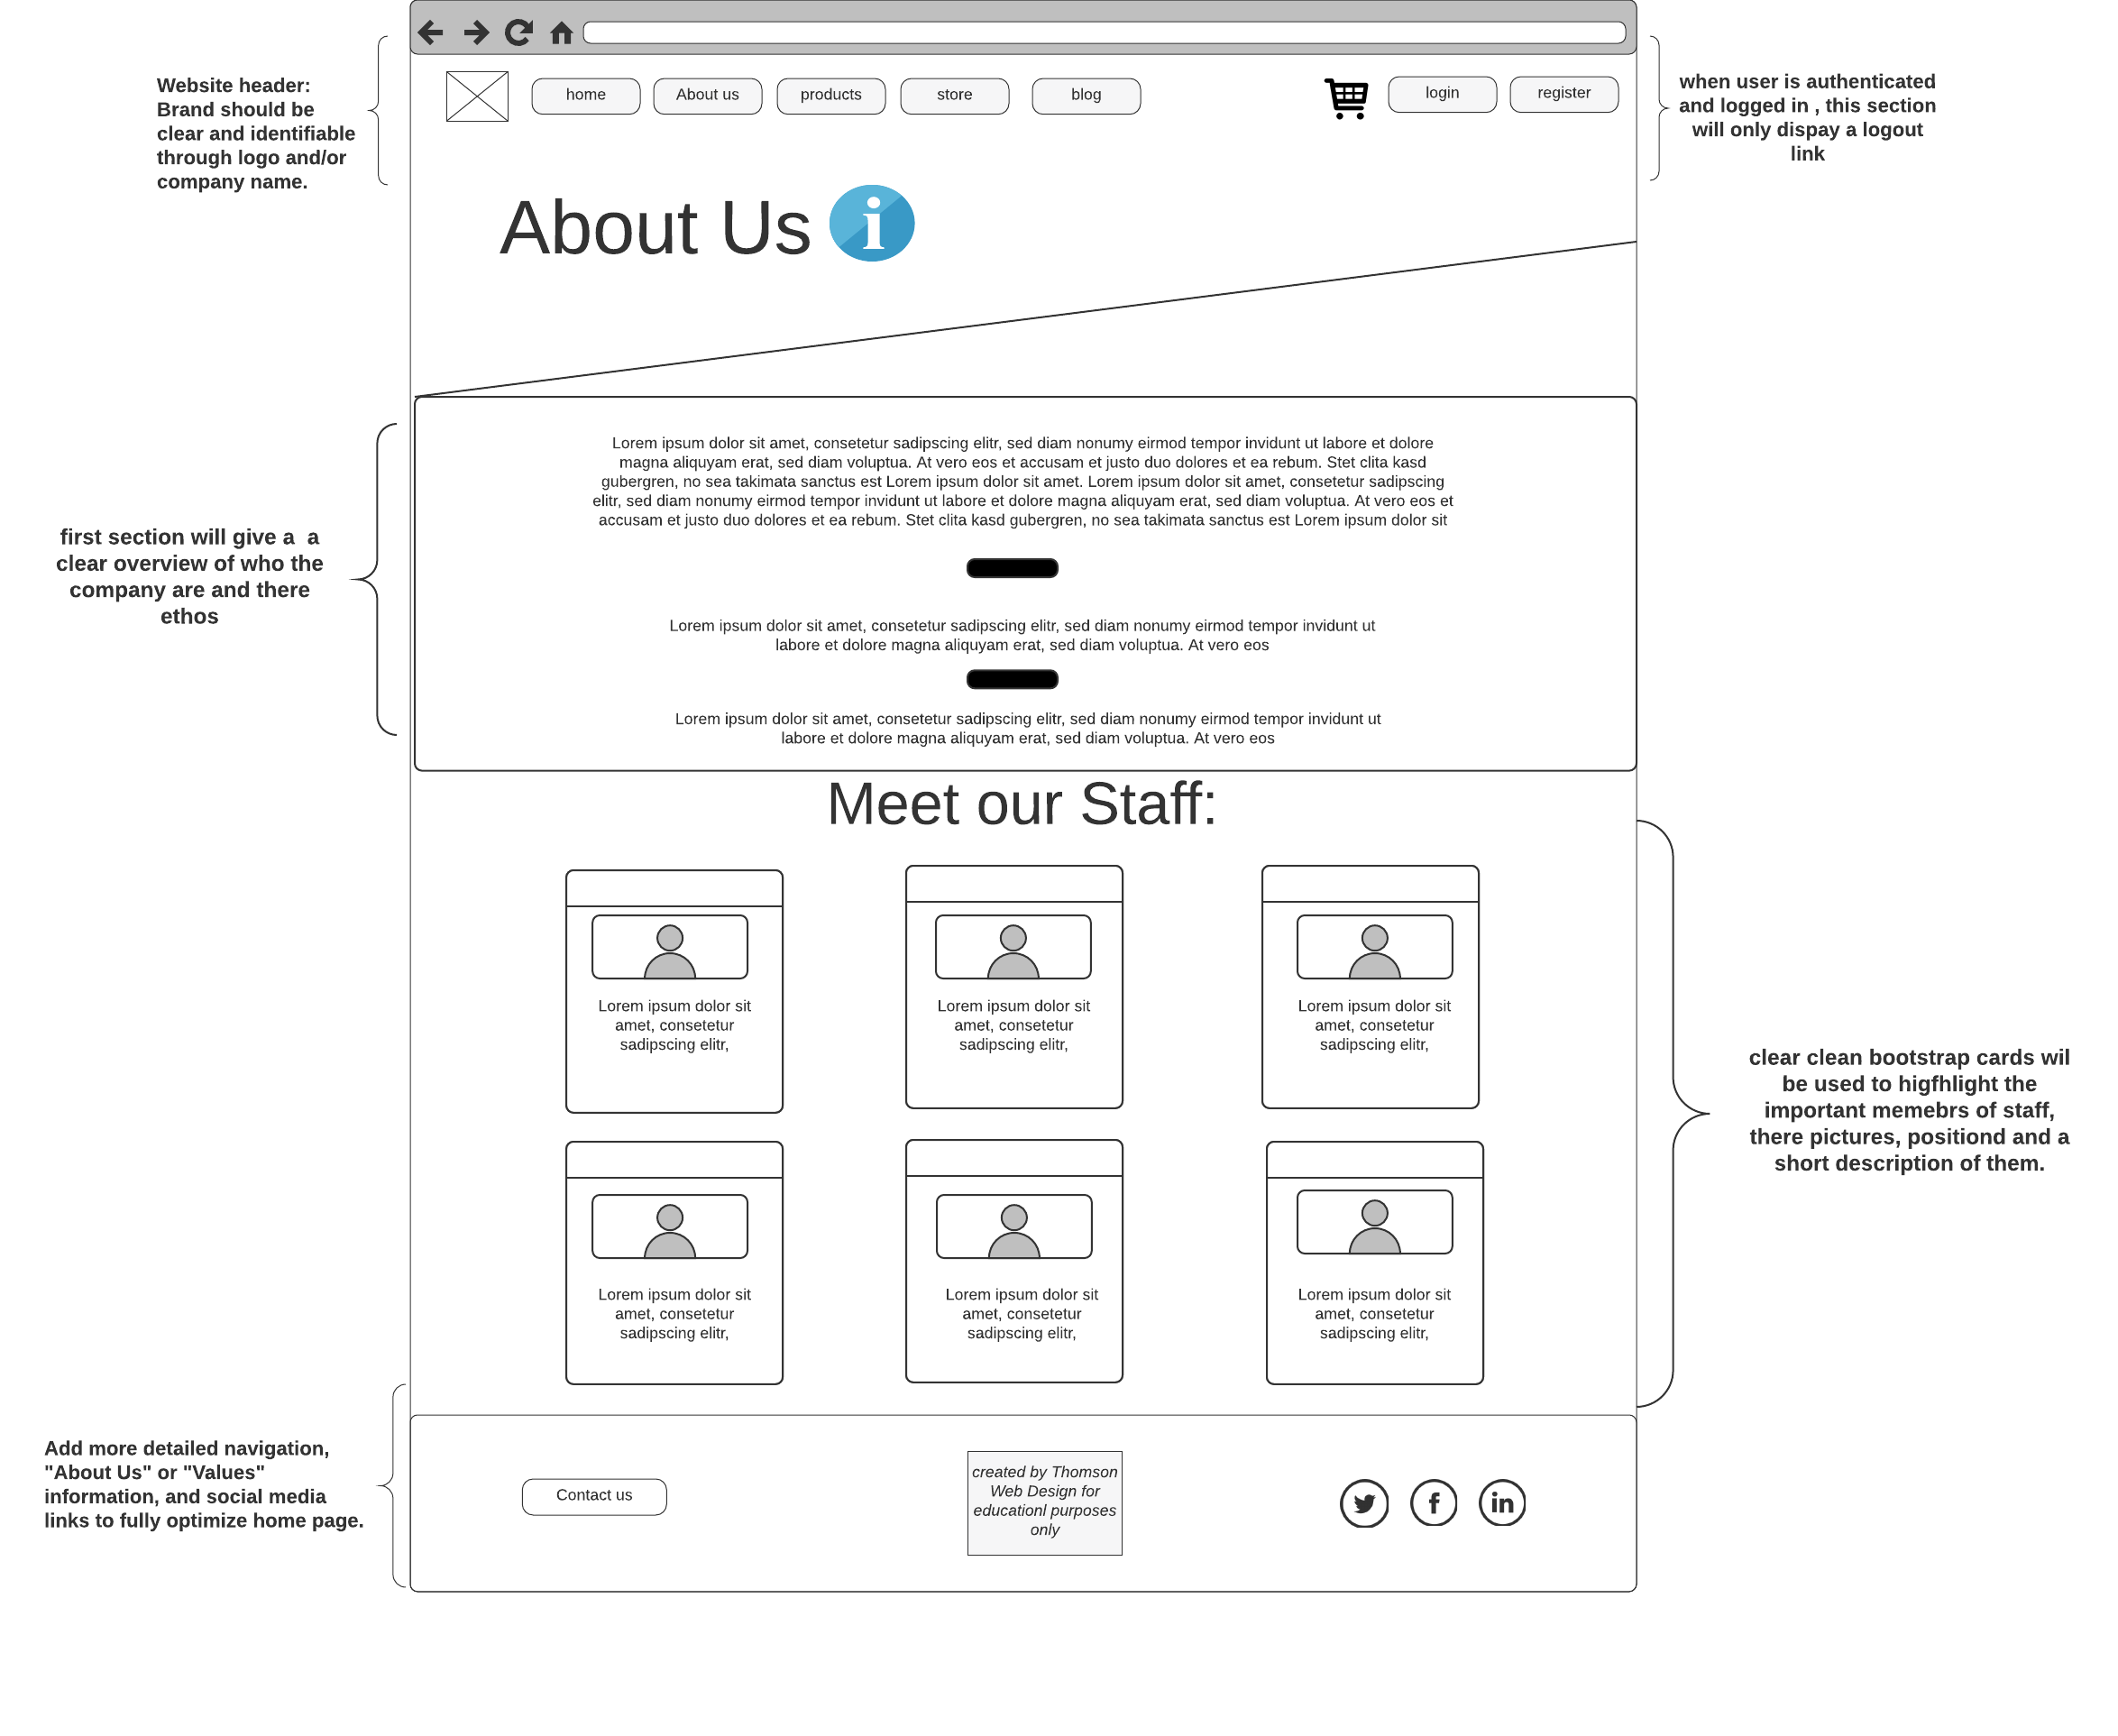 Website header:
Brand should be
clear and identifiable
through logo and/or
company name.
home
About us
products
store
blog
login
register
when user is authenticated
and logged in , this section
will only dispay a logout
link
About Us
i
Lorem ipsum dolor sit amet, consetetur sadipscing elitr, sed diam nonumy eirmod tempor invidunt ut labore et dolore
magna aliquyam erat, sed diam voluptua. At vero eos et accusam et justo duo dolores et ea rebum. Stet clita kasd
gubergren, no sea takimata sanctus est Lorem ipsum dolor sit amet. Lorem ipsum dolor sit amet, consetetur sadipscing
elitr, sed diam nonumy eirmod tempor invidunt ut labore et dolore magna aliquyam erat, sed diam voluptua. At vero eos et
accusam et justo duo dolores et ea rebum. Stet clita kasd gubergren, no sea takimata sanctus est Lorem ipsum dolor sit
first section will give a  a
clear overview of who the
company are and there
ethos
Lorem ipsum dolor sit amet, consetetur sadipscing elitr, sed diam nonumy eirmod tempor invidunt ut
labore et dolore magna aliquyam erat, sed diam voluptua. At vero eos
Lorem ipsum dolor sit amet, consetetur sadipscing elitr, sed diam nonumy eirmod tempor invidunt ut
labore et dolore magna aliquyam erat, sed diam voluptua. At vero eos
Meet our Staff:
Lorem ipsum dolor sit
amet, consetetur
sadipscing elitr,
Lorem ipsum dolor sit
amet, consetetur
sadipscing elitr,
Lorem ipsum dolor sit
amet, consetetur
sadipscing elitr,
clear clean bootstrap cards wil
be used to higfhlight the
important memebrs of staff,
there pictures, positiond and a
short description of them.
Lorem ipsum dolor sit
amet, consetetur
sadipscing elitr,
Lorem ipsum dolor sit
amet, consetetur
sadipscing elitr,
Lorem ipsum dolor sit
amet, consetetur
sadipscing elitr,
Add more detailed navigation,
"About Us" or "Values"
information, and social media
links to fully optimize home page.
Contact us
created by Thomson
Web Design for
educationl purposes
only
f
in